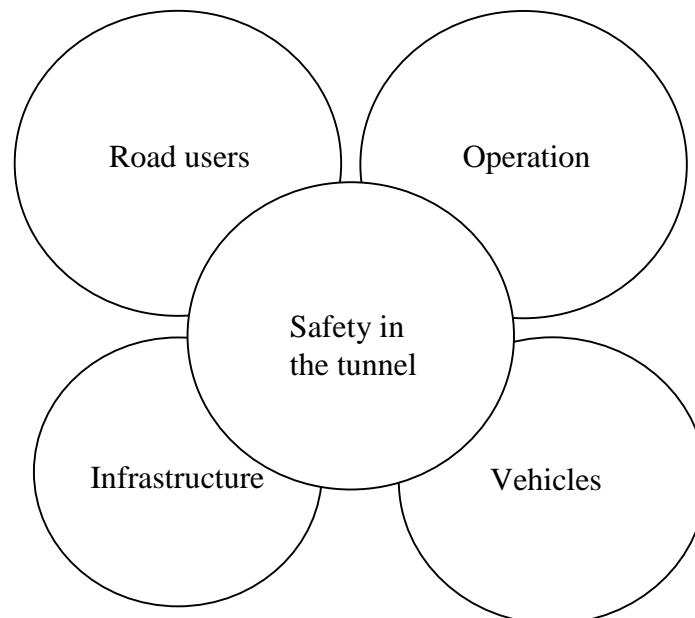 Road users
Operation
Safety in
the tunnel
Infrastructure
Vehicles